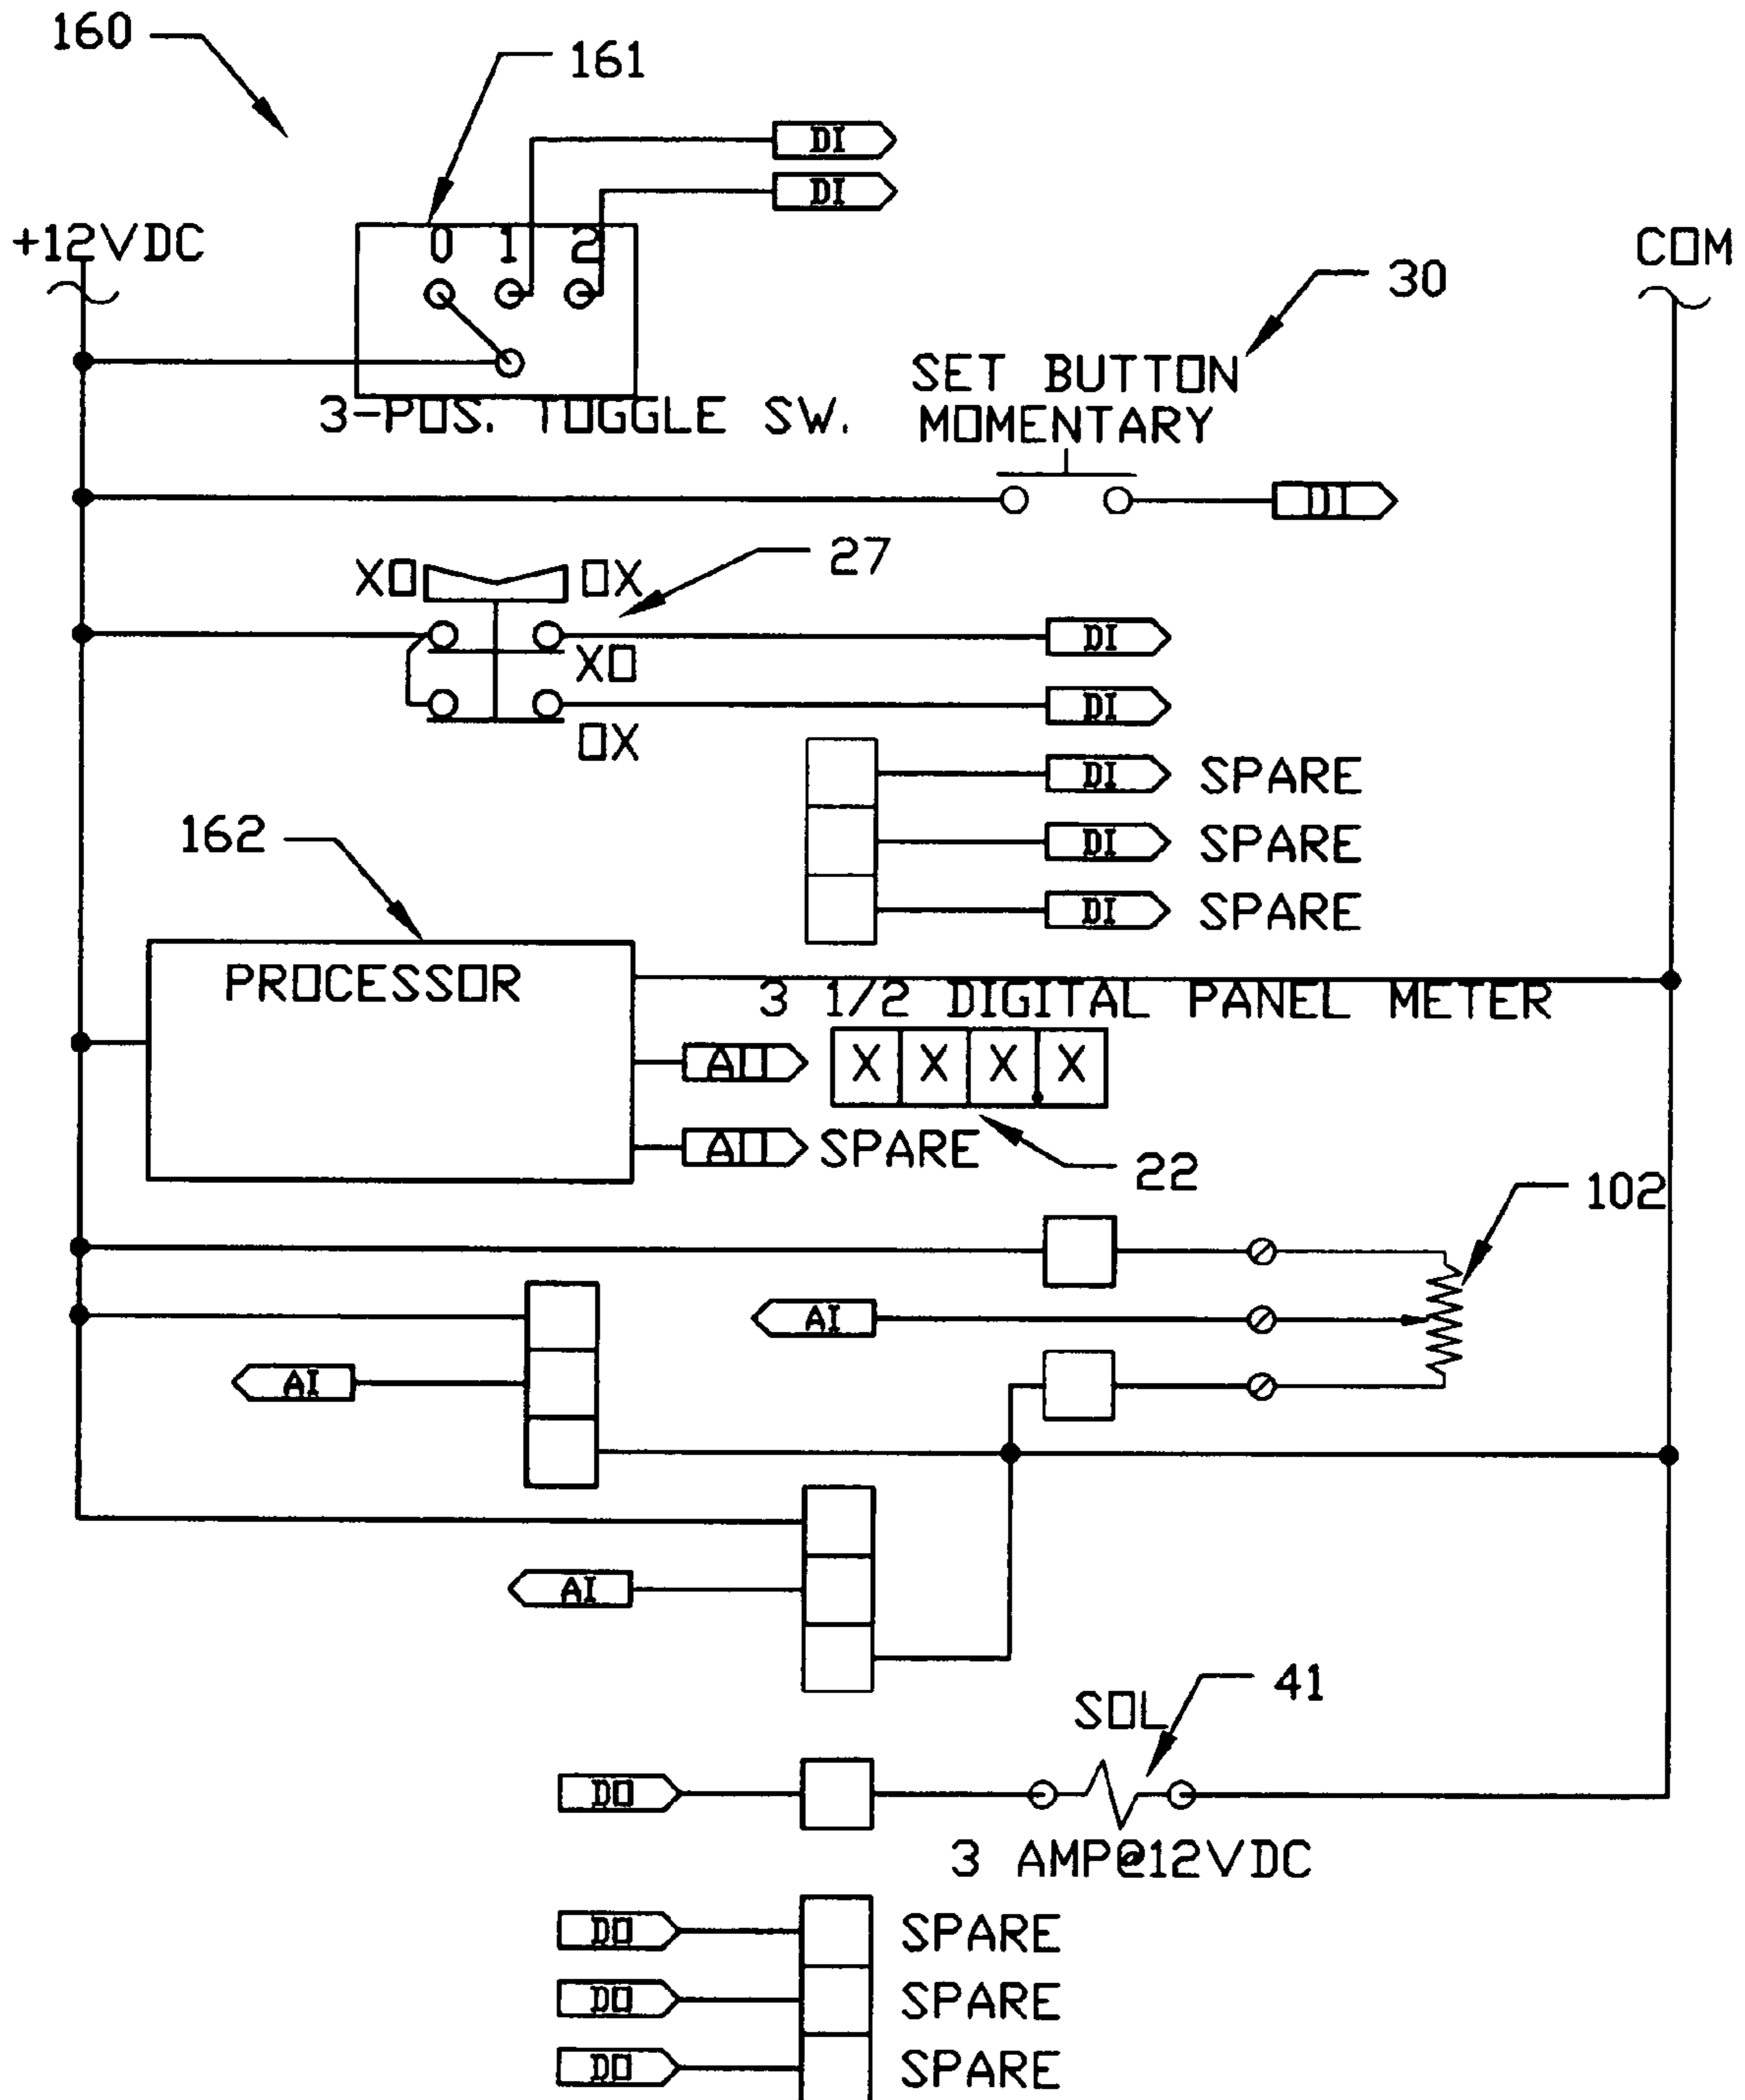 160
161
DI
DI
+12VDC
0 1 2
COM
30
SET BUTTON
MOMENTARY
3-POS. TOGGLE SW.
DI
27
XO OX
DI
XO
DI
OX
DI SPARE
162
DI SPARE
DI SPARE
PROCESSOR
3 1/2 DIGITAL PANEL METER
AO X X X. X
AO SPARE
22
102
AI
AI
AI
41
SOL
DO
3 AMP@12VDC
DO SPARE
DO SPARE
DO SPARE